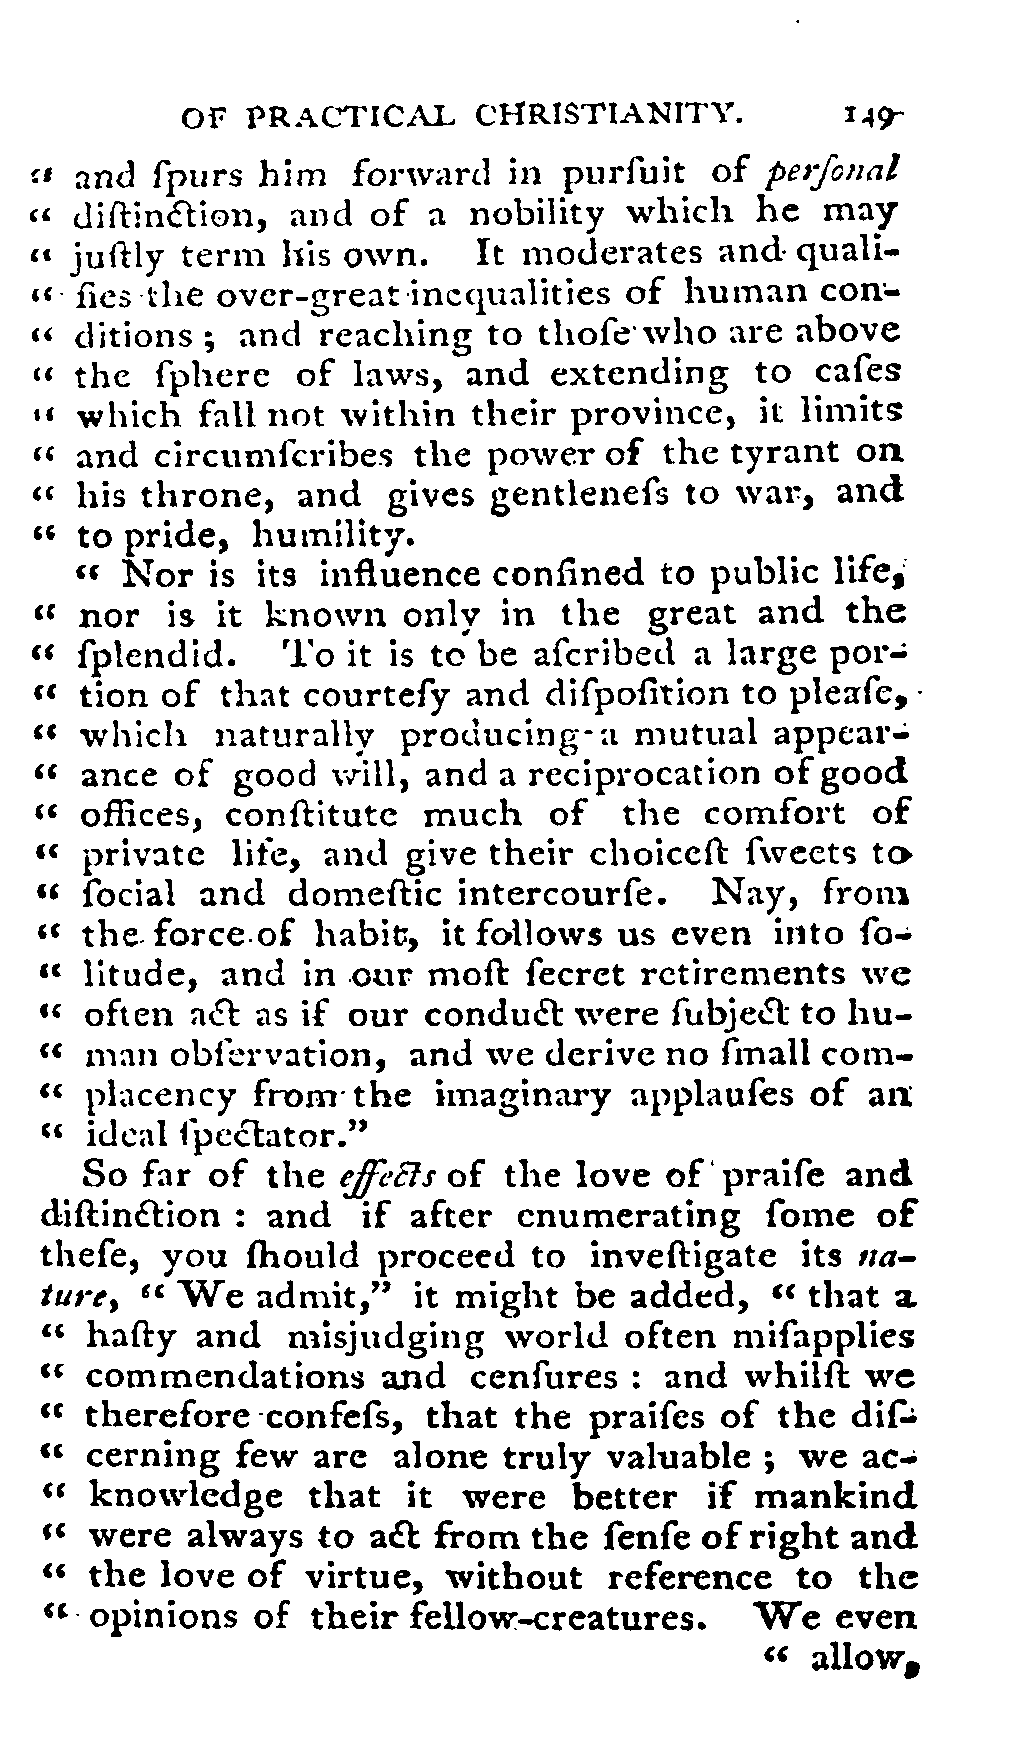 OF PRACTICAL CHRISTIANITY. 149
“ and ſpurs him forward in purſuit of perſonal
“ diſtinction, and of a nobility which he may
“ juſtly term his own. It moderates and quali-
“ fies the over-great inequalities of human con-
“ ditions ; and reaching to thoſe who are above
“ the ſphere of laws, and extending to caſes
“ which fall not within their province, it limits
“ and circumſcribes the power of the tyrant on
“ his throne, and gives gentleneſs to war, and
“ to pride, humility.
“ Nor is its influence confined to public life,
“ nor is it known only in the great and the
“ ſplendid. To it is to be aſcribed a large por-
“ tion of that courteſy and diſpoſition to pleaſe,
“ which naturally producing a mutual appear-
“ ance of good will, and a reciprocation of good
“ offices, conſtitute much of the comfort of
“ private life, and give their choiceſt ſweets to
“ ſocial and domeſtic intercourſe. Nay, from
“ the force of habit, it follows us even into ſo-
“ litude, and in our moſt ſecret retirements we
“ often act as if our conduct were ſubject to hu-
“ man obſervation, and we derive no ſmall com-
“ placency from the imaginary applauſes of an
“ ideal ſpectator.”
So far of the effects of the love of praiſe and
diſtinction : and if after enumerating ſome of
theſe, you ſhould proceed to inveſtigate its na-
ture, “ We admit,” it might be added, “ that a
“ haſty and misjudging world often miſapplies
“ commendations and cenſures : and whilſt we
“ therefore confeſs, that the praiſes of the diſ-
“ cerning few are alone truly valuable ; we ac-
“ knowledge that it were better if mankind
“ were always to act from the ſenſe of right and
“ the love of virtue, without reference to the
“ opinions of their fellow-creatures. We even
“ allow,